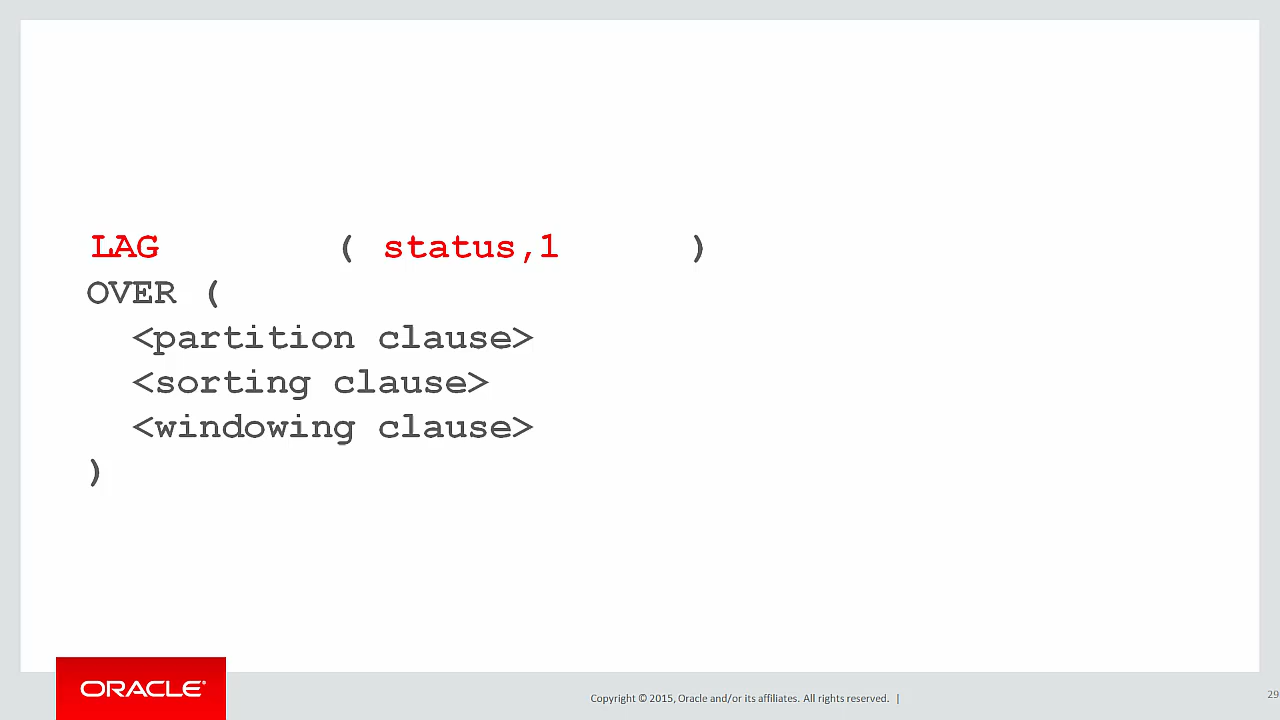 LAG ( status,1 )
OVER (
<partition clause>
<sorting clause>
<windowing clause>
)
ORACLE®
Copyright © 2015, Oracle and/or its affiliates. All rights reserved. |
29